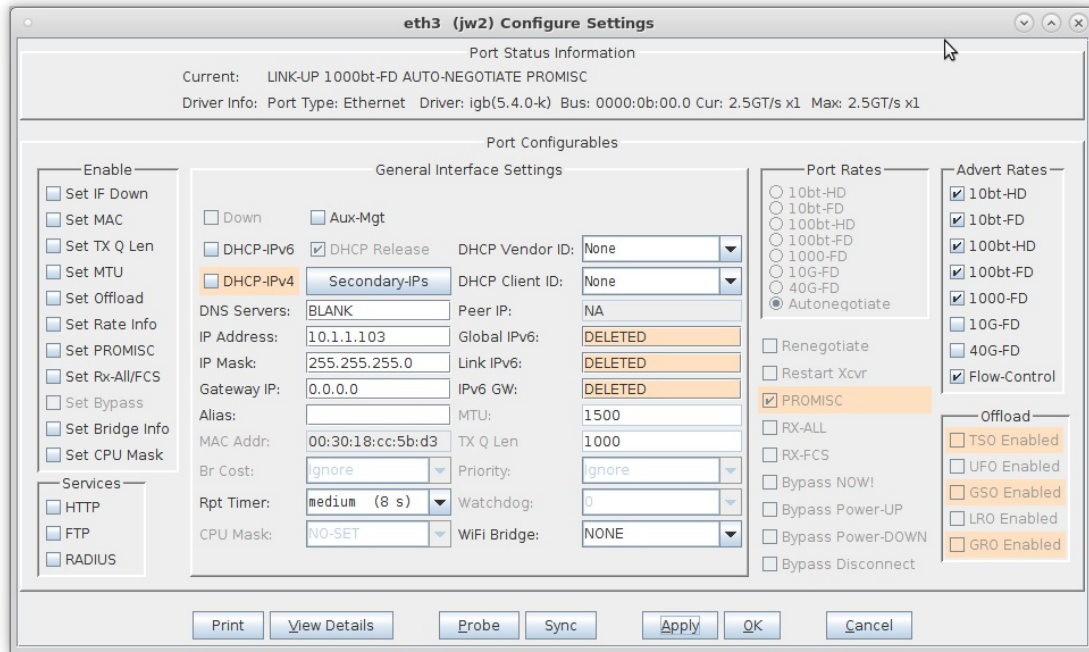 eth3 (jw2) Configure Settings
Port Status Information
Current: LINK-UP 1000bt-FD AUTO-NEGOTIATE PROMISC
Driver Info: Port Type: Ethernet Driver: igb(5.4.0-k) Bus: 0000:0b:00.0 Cur: 2.5GT/s x1 Max: 2.5GT/s x1
Port Configurables
Enable
Set IF Down
Set MAC
Set TX Q Len
Set MTU
Set Offload
Set Rate Info
Set PROMISC
Set Rx-All/FCS
Set Bypass
Set Bridge Info
Set CPU Mask
Services
HTTP
FTP
RADIUS
General Interface Settings
Down Aux-Mgt
DHCP-IPv6 DHCP Release DHCP Vendor ID: None
DHCP-IPv4 Secondary-IPs DHCP Client ID: None
DNS Servers: BLANK Peer IP: NA
IP Address: 10.1.1.103 Global IPv6: DELETED
IP Mask: 255.255.255.0 Link IPv6: DELETED
Gateway IP: 0.0.0.0 IPv6 GW: DELETED
Alias: MTU: 1500
MAC Addr: 00:30:18:cc:5b:d3 TX Q Len 1000
Br Cost: Ignore Priority: Ignore
Rpt Timer: medium (8 s) Watchdog: 0
CPU Mask: NO-SET WiFi Bridge: NONE
Port Rates
10bt-HD
10bt-FD
100bt-HD
100bt-FD
1000-FD
10G-FD
40G-FD
Autonegotiate
Renegotiate
Restart Xcvr
PROMISC
RX-ALL
RX-FCS
Bypass NOW!
Bypass Power-UP
Bypass Power-DOWN
Bypass Disconnect
Advert Rates
10bt-HD
10bt-FD
100bt-HD
100bt-FD
1000-FD
10G-FD
40G-FD
Flow-Control
Offload
TSO Enabled
UFO Enabled
GSO Enabled
LRO Enabled
GRO Enabled
Print View Details Probe Sync Apply OK Cancel